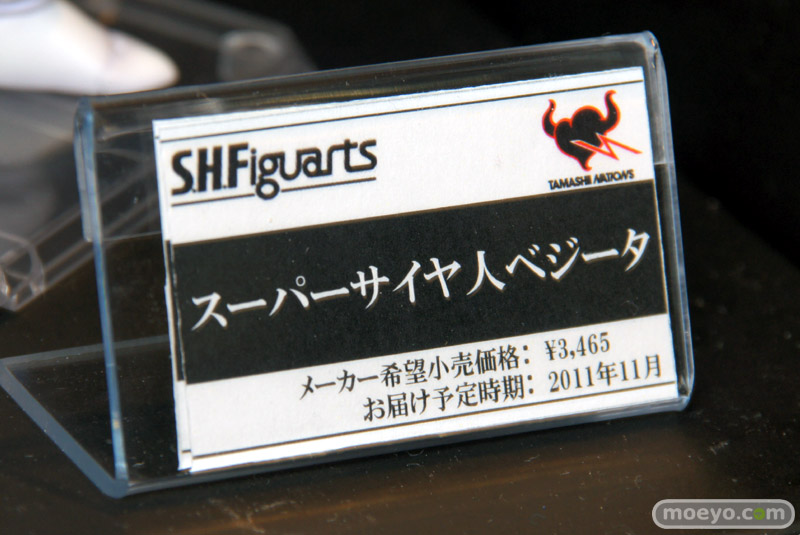 S.H.Figuarts
TAMASHII NATIONS
スーパーサイヤ人ベジータ
メーカー希望小売価格：¥3,465
お届け予定時期：2011年11月
moeyo.com